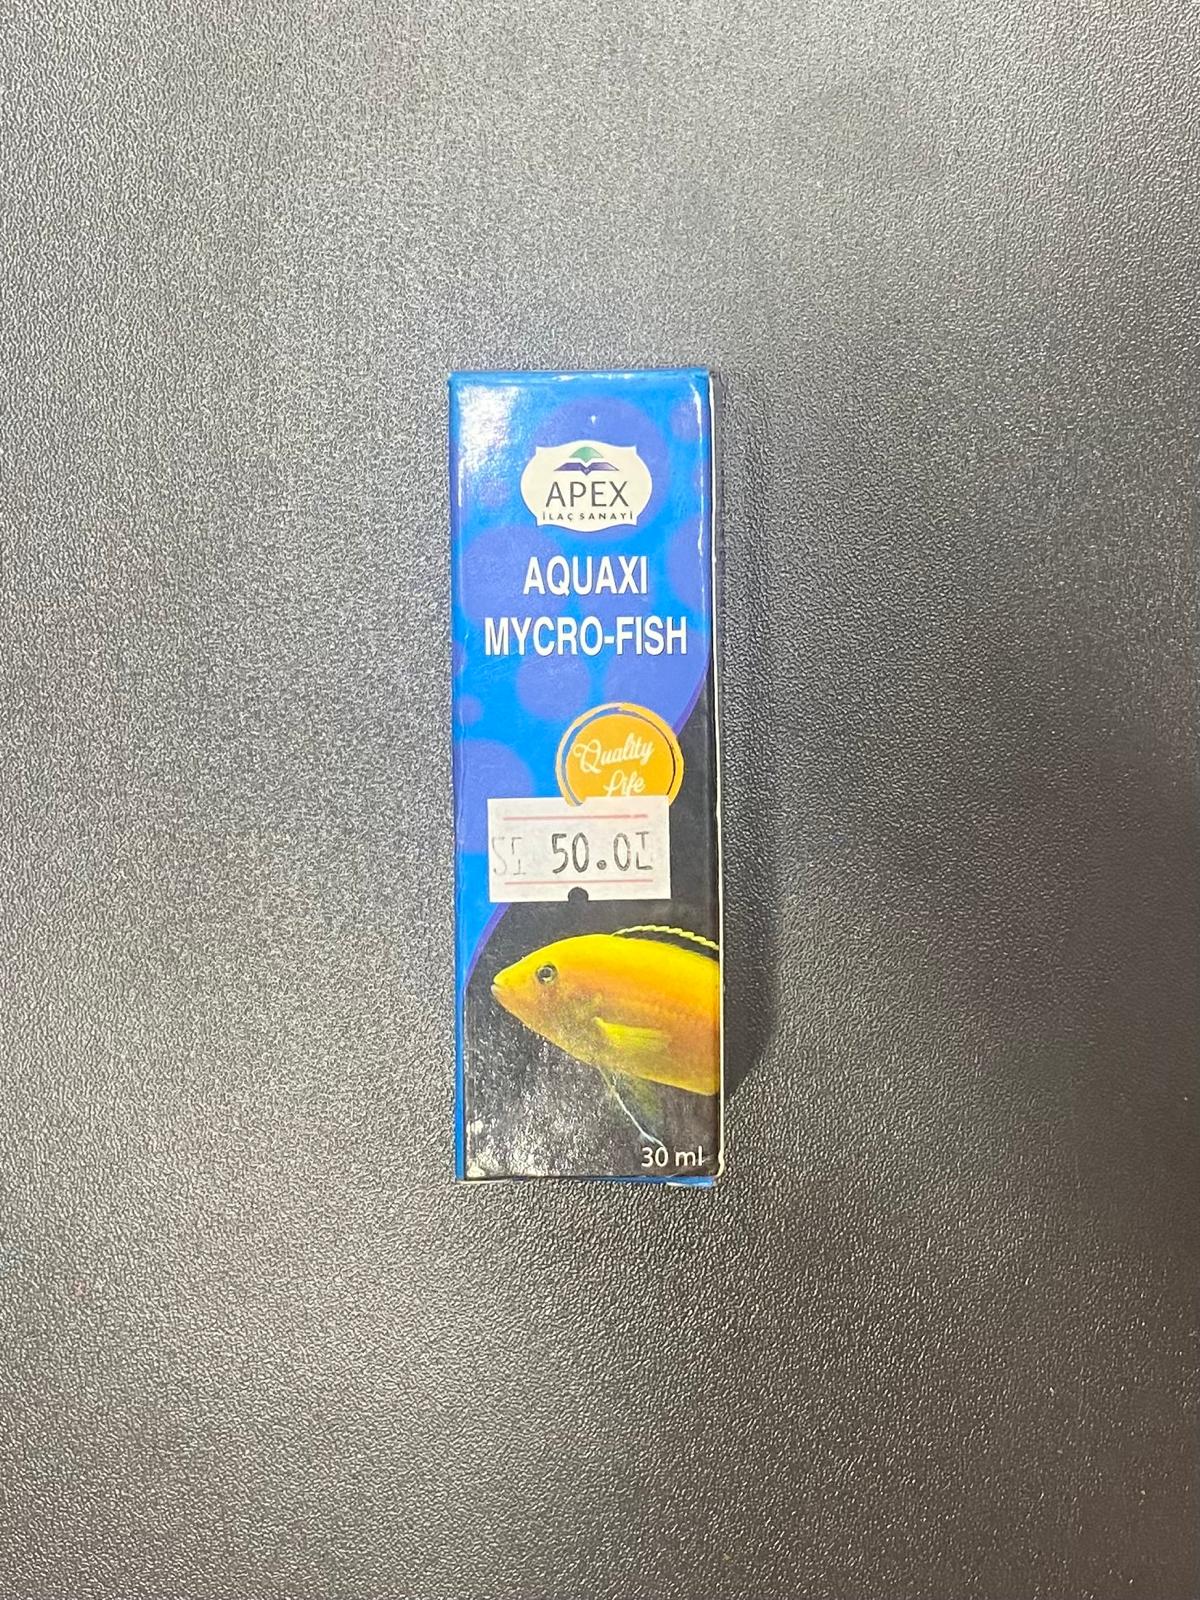 APEX
İLAÇ SANAYİ
AQUAXI
MYCRO-FISH
Quality
Life
50.0
30 ml